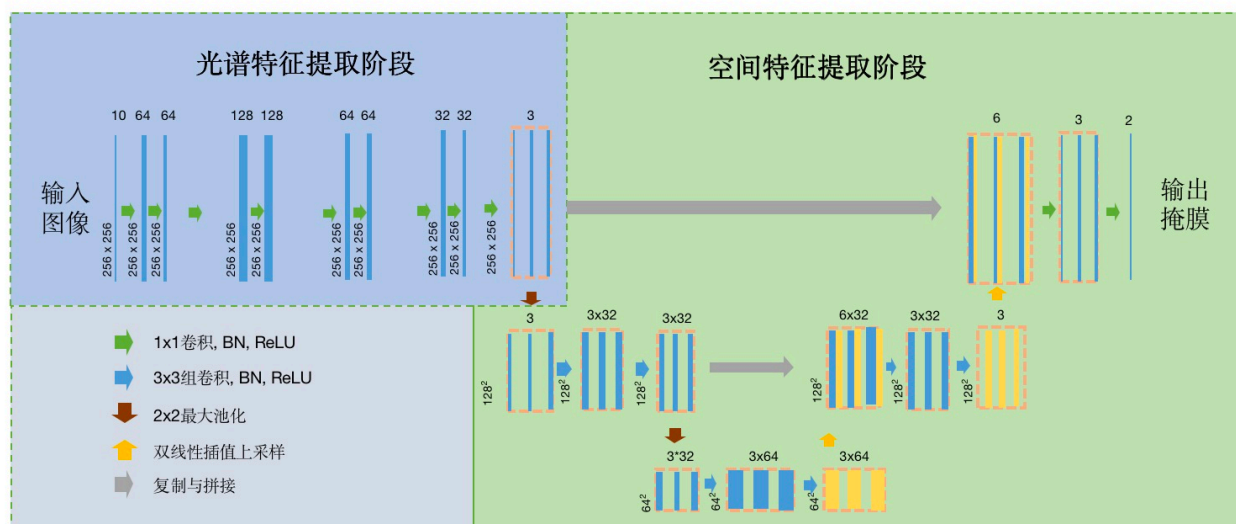 光谱特征提取阶段
空间特征提取阶段
10 64 64 128 128 64 64 32 32 3
6 3 2
输入
图像
输出
掩膜
256 x 256
256 x 256
256 x 256
256 x 256
256 x 256
256 x 256
256 x 256
256 x 256
256 x 256
256 x 256
3 3x32 3x32 6x32 3x32 3
128²
128²
128²
128²
128²
128²
3*32 3x64 3x64
64²
64²
64²
1x1卷积, BN, ReLU
3x3组卷积, BN, ReLU
2x2最大池化
双线性插值上采样
复制与拼接